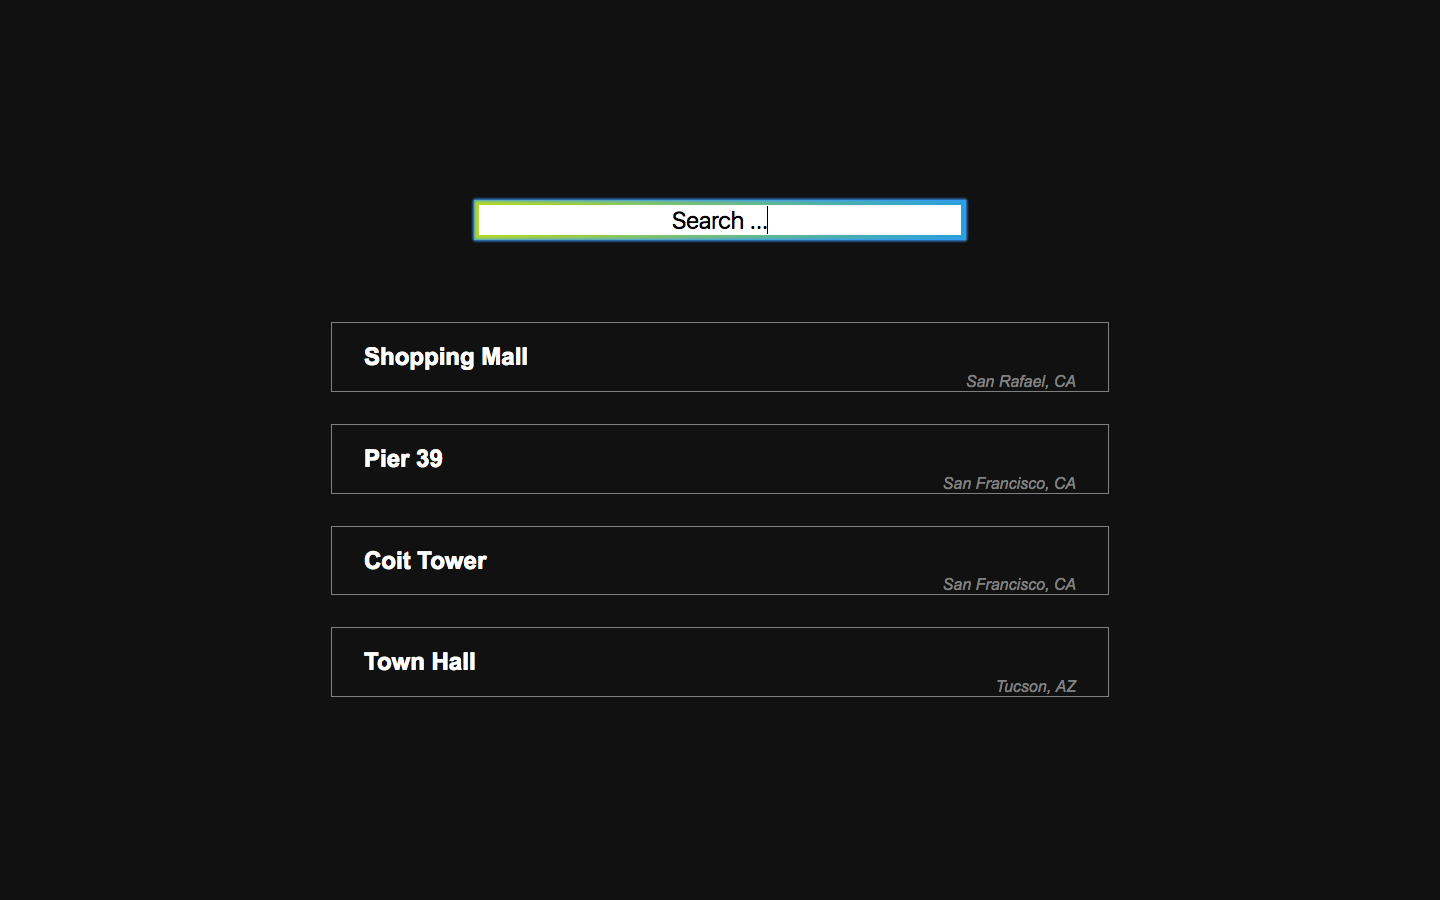 Search ...
Shopping Mall
San Rafael, CA
Pier 39
San Francisco, CA
Coit Tower
San Francisco, CA
Town Hall
Tucson, AZ